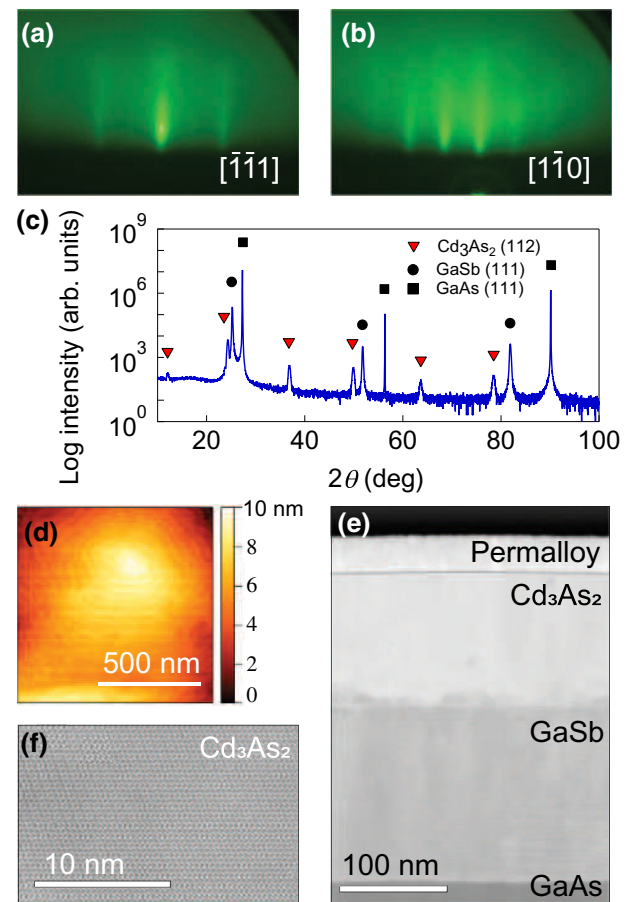 (a)
[1̄1̄1]
(b)
[11̄0]
(c)
Log intensity (arb. units)
10⁹
10⁶
10³
10⁰
Cd₃As₂ (112)
GaSb (111)
GaAs (111)
20
40
60
80
100
2θ (deg)
(d)
500 nm
10 nm
8
6
4
2
0
(e)
Permalloy
Cd₃As₂
GaSb
GaAs
100 nm
(f)
Cd₃As₂
10 nm